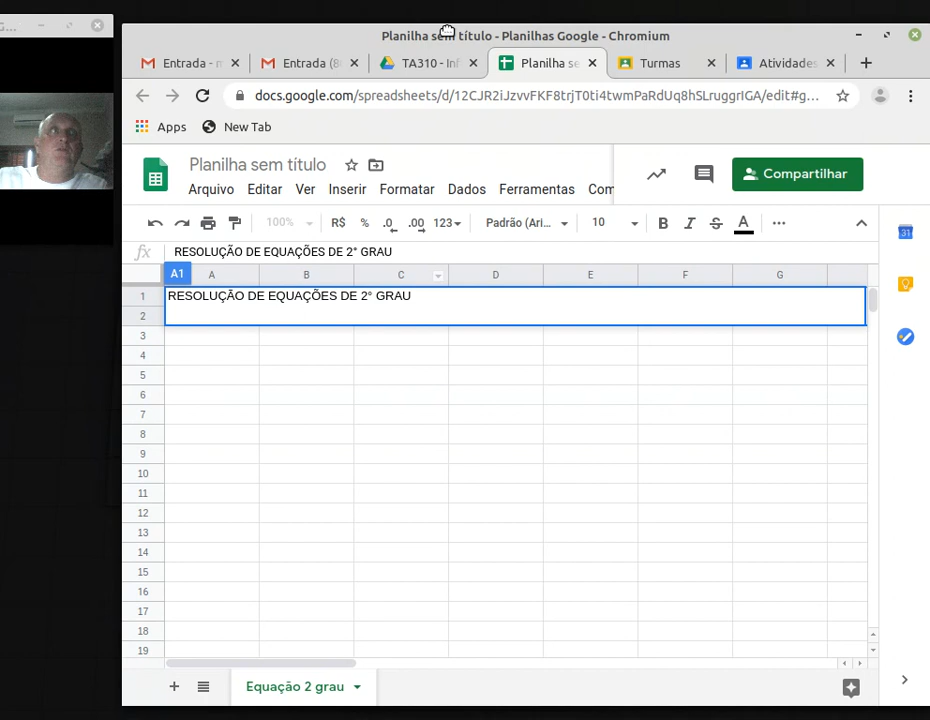 G...
Planilha sem título - Planilhas Google - Chromium
Entrada - n
Entrada (8
TA310 - Inf
Planilha se
Turmas
Atividades
docs.google.com/spreadsheets/d/12CJR2iJzvvFKF8trjT0ti4twmPaRdUq8hSLruggrIGA/edit#g...
Apps
New Tab
Planilha sem título
Compartilhar
Arquivo Editar Ver Inserir Formatar Dados Ferramentas Com
100% R$ % .0 .00 123 Padrão (Ari... 10 B I S A
31
fx RESOLUÇÃO DE EQUAÇÕES DE 2° GRAU
A1
A B C D E F G
1 RESOLUÇÃO DE EQUAÇÕES DE 2° GRAU
2
3
4
5
6
7
8
9
10
11
12
13
14
15
16
17
18
19
Equação 2 grau